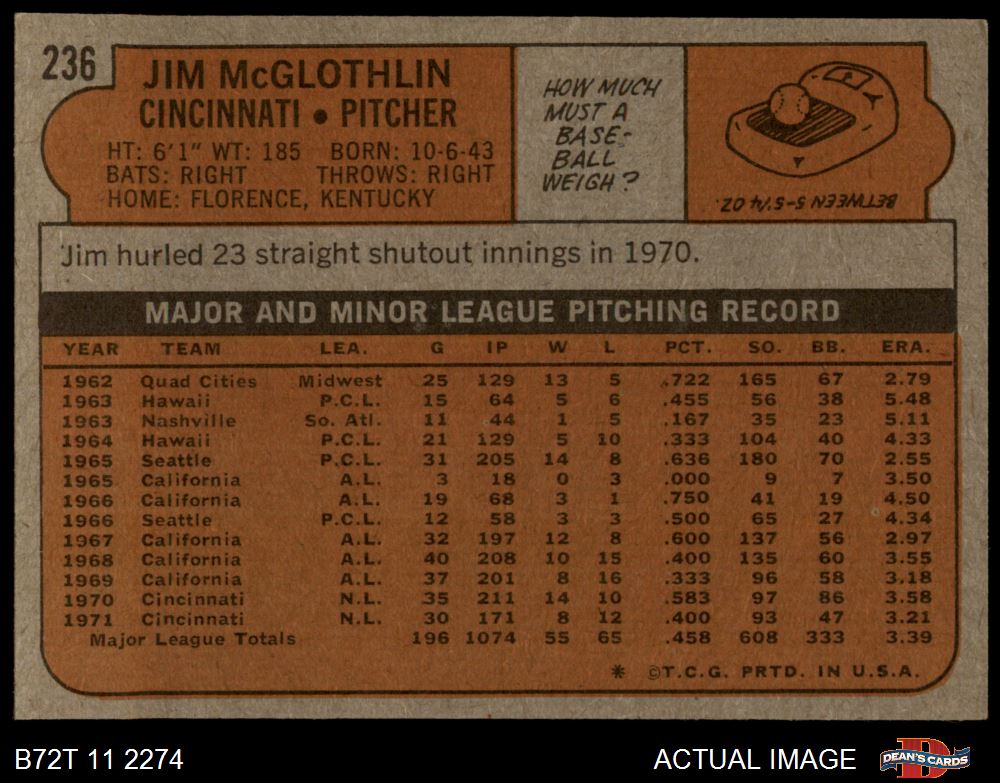 236
JIM McGLOTHLIN
CINCINNATI • PITCHER
HT: 6'1" WT: 185 BORN: 10-6-43
BATS: RIGHT THROWS: RIGHT
HOME: FLORENCE, KENTUCKY
HOW MUCH
MUST A
BASE-
BALL
WEIGH?
BETWEEN 5-5¼ OZ.
Jim hurled 23 straight shutout innings in 1970.
MAJOR AND MINOR LEAGUE PITCHING RECORD
YEAR TEAM LEA. G IP W L PCT. SO. BB. ERA.
1962 Quad Cities Midwest 25 129 13 5 .722 165 67 2.79
1963 Hawaii P.C.L. 15 64 5 6 .455 56 38 5.48
1963 Nashville So. Atl. 11 44 1 5 .167 35 23 5.11
1964 Hawaii P.C.L. 21 129 5 10 .333 104 40 4.33
1965 Seattle P.C.L. 31 205 14 8 .636 180 70 2.55
1965 California A.L. 3 18 0 3 .000 9 7 3.50
1966 California A.L. 19 68 3 1 .750 41 19 4.50
1966 Seattle P.C.L. 12 58 3 3 .500 65 27 4.34
1967 California A.L. 32 197 12 8 .600 137 56 2.97
1968 California A.L. 40 208 10 15 .400 135 60 3.55
1969 California A.L. 37 201 8 16 .333 96 58 3.18
1970 Cincinnati N.L. 35 211 14 10 .583 97 86 3.58
1971 Cincinnati N.L. 30 171 8 12 .400 93 47 3.21
Major League Totals 196 1074 55 65 .458 608 333 3.39
* ©T.C.G. PRTD. IN U.S.A.
B72T 11 2274 ACTUAL IMAGE DEAN'S CARDS